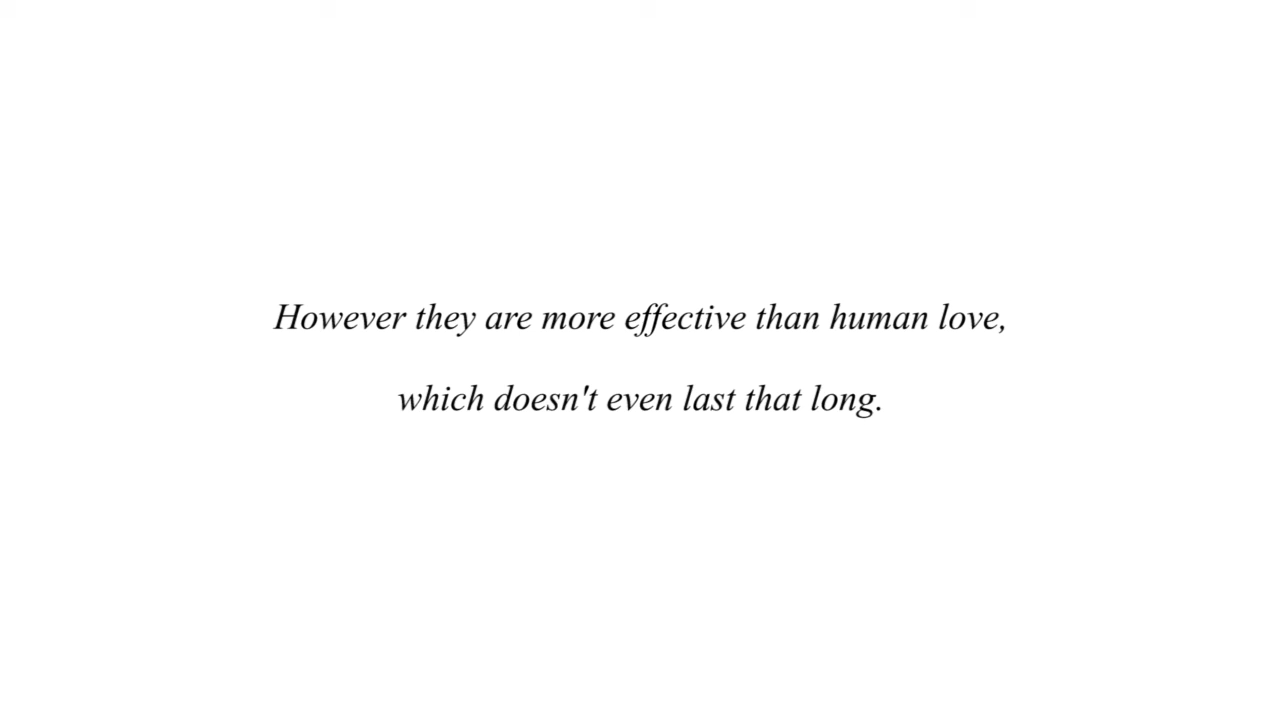 However they are more effective than human love,
which doesn't even last that long.